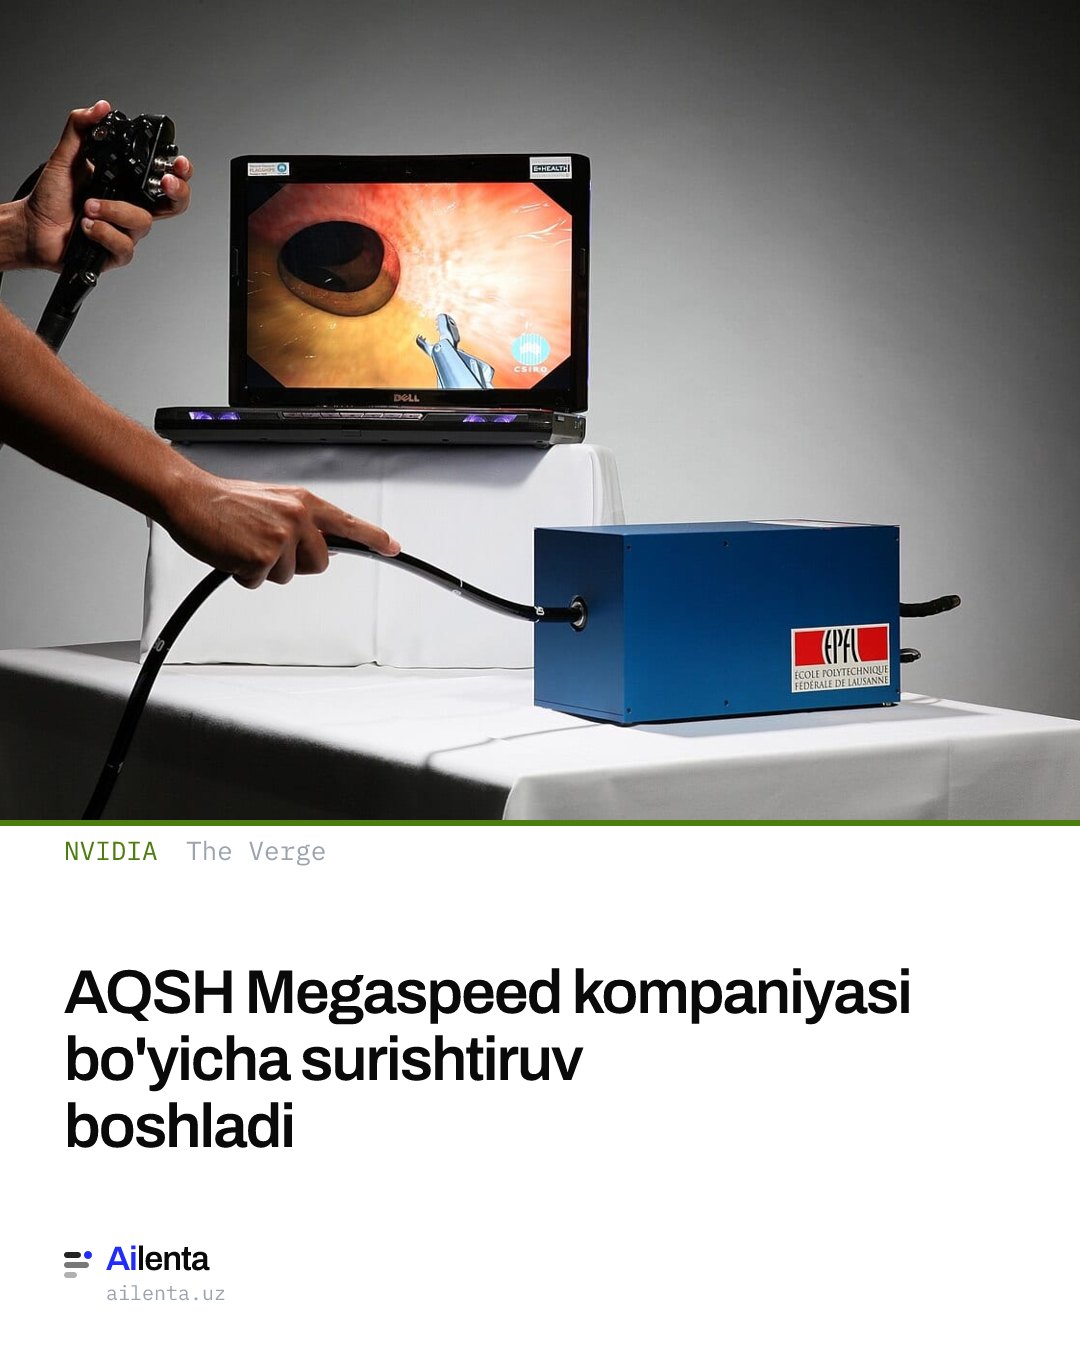 E-HEALTH
CSIRO
DELL
EPFL
ÉCOLE POLYTECHNIQUE
FÉDÉRALE DE LAUSANNE
NVIDIA The Verge
AQSH Megaspeed kompaniyasi
bo'yicha surishtiruv
boshladi
Ailenta
ailenta.uz